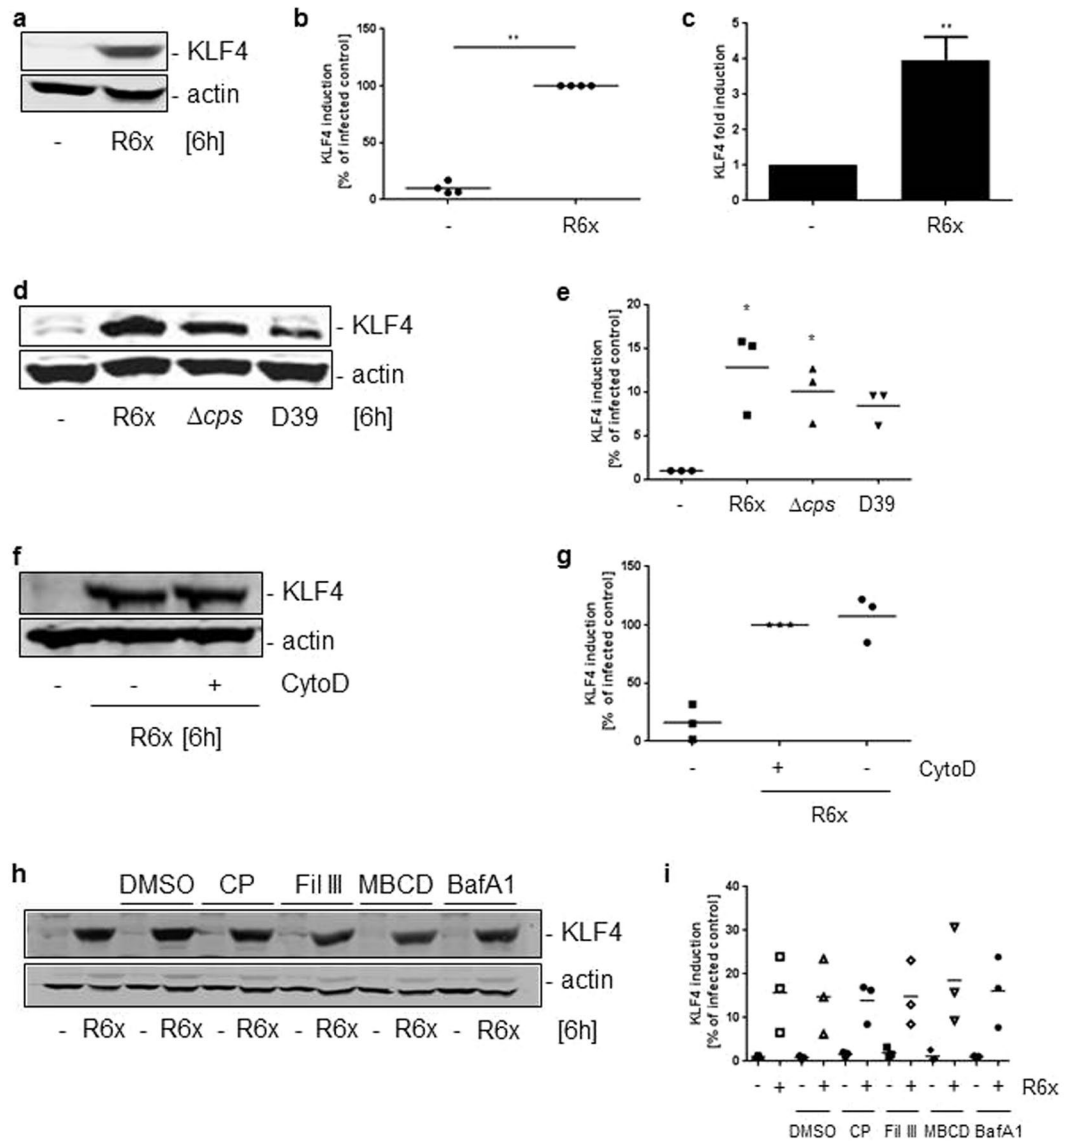 a
- KLF4
- actin
- R6x [6h]
b
KLF4 induction
[% of infected control]
150
100
50
0
**
- R6x
c
KLF4 fold induction
5
4
3
2
1
0
**
- R6x
d
- KLF4
- actin
- R6x Δcps D39 [6h]
e
KLF4 induction
[% of infected control]
20
15
10
5
0
*
*
- R6x Δcps D39
f
- KLF4
- actin
- - + CytoD
R6x [6h]
g
KLF4 induction
[% of infected control]
150
100
50
0
- + - CytoD
R6x
h
DMSO CP Fil III MBCD BafA1
- KLF4
- actin
- R6x - R6x - R6x - R6x - R6x - R6x [6h]
i
KLF4 induction
[% of infected control]
40
30
20
10
0
- + - + - + - + - + - + R6x
DMSO CP Fil III MBCD BafA1